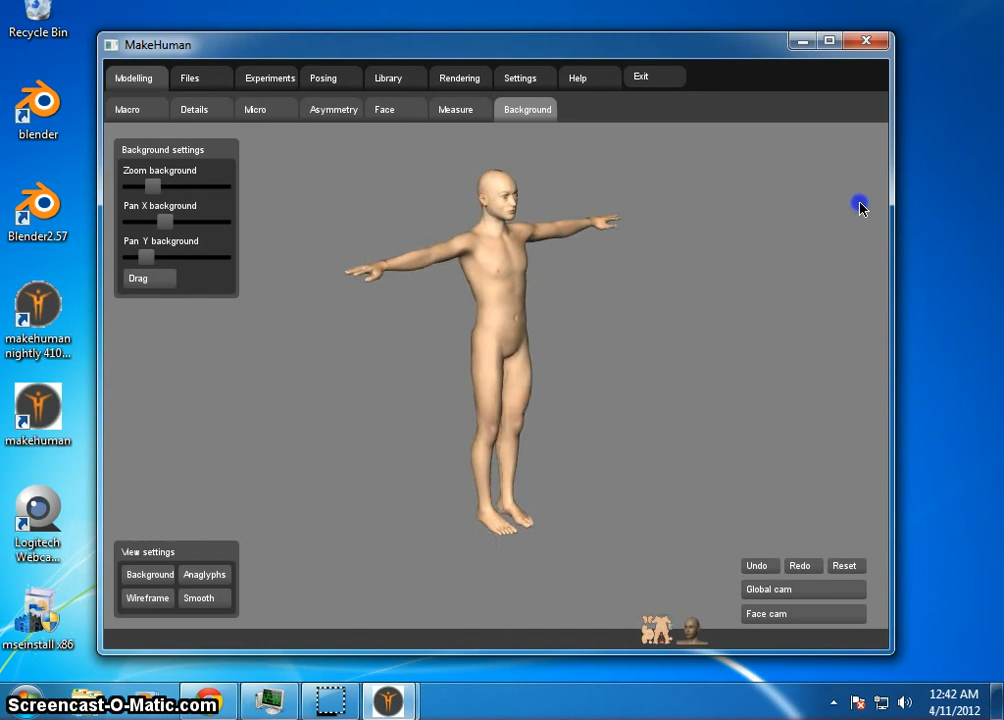 Recycle Bin
MakeHuman
Modelling Files Experiments Posing Library Rendering Settings Help Exit
Macro Details Micro Asymmetry Face Measure Background
Background settings
Zoom background
Pan X background
Pan Y background
Drag
blender
Blender2.57
makehuman
nightly 410...
makehuman
Logitech
Webca...
mseinstall x86
View settings
Background Anaglyphs
Wireframe Smooth
Undo Redo Reset
Global cam
Face cam
Screencast-O-Matic.com
12:42 AM
4/11/2012